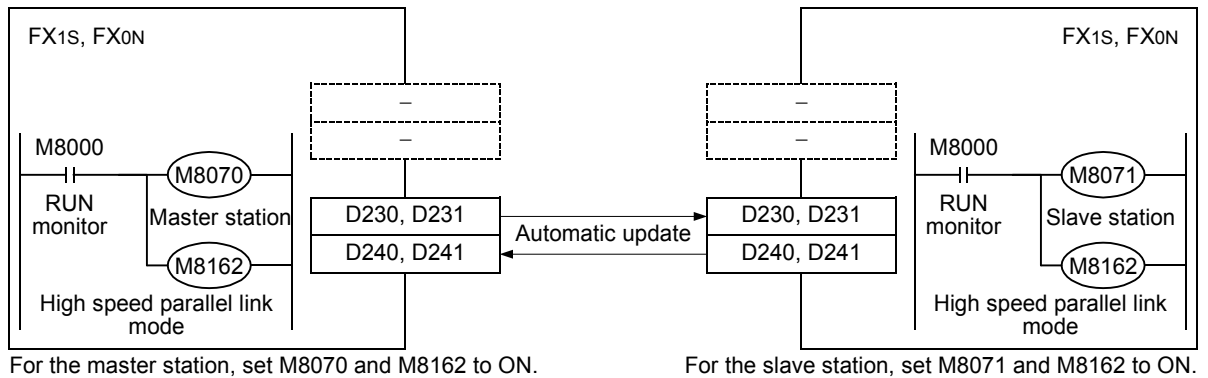 FX1S, FX0N
–
–
M8000
M8070
RUN
monitor
Master station
M8162
High speed parallel link
mode
D230, D231
D240, D241
Automatic update
FX1S, FX0N
–
–
D230, D231
D240, D241
M8000
M8071
RUN
monitor
Slave station
M8162
High speed parallel link
mode
For the master station, set M8070 and M8162 to ON.
For the slave station, set M8071 and M8162 to ON.